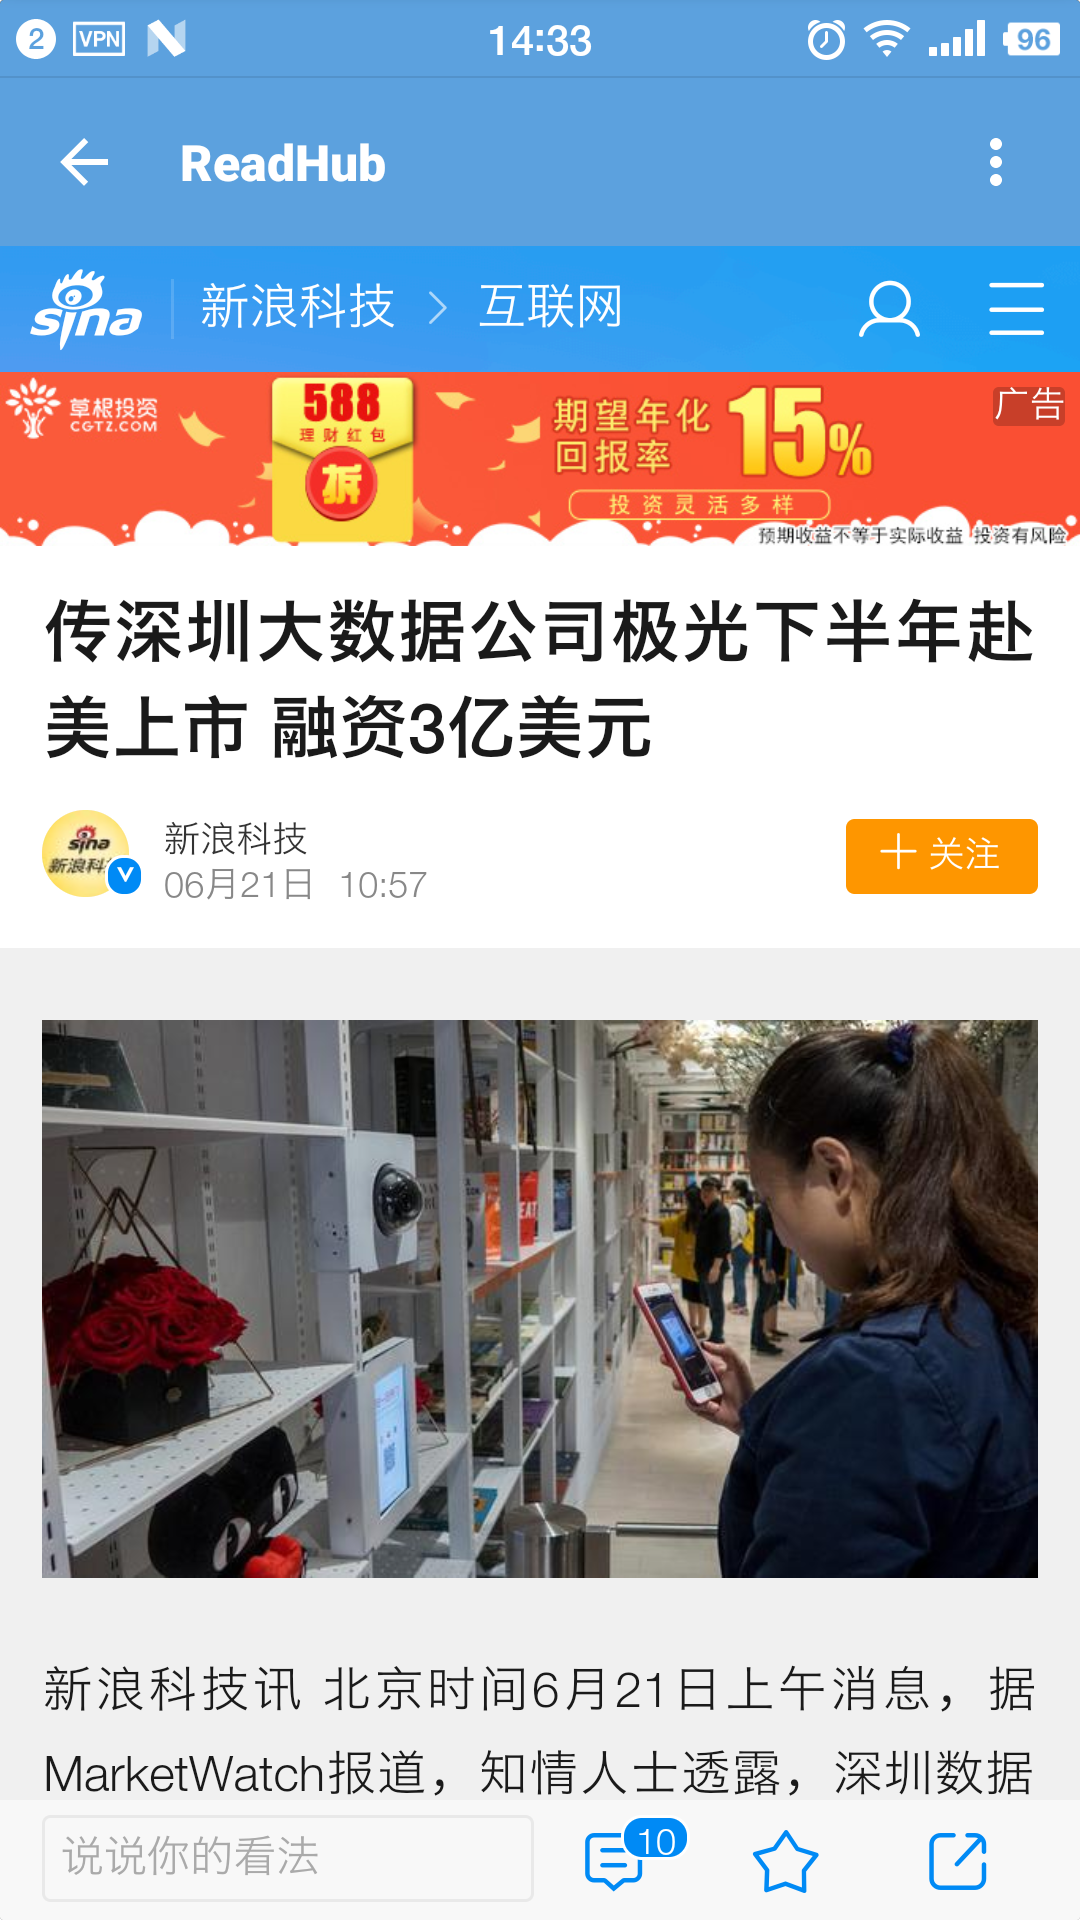 2 VPN 14:33 96
ReadHub
sina 新浪科技 > 互联网
草根投资
CGTZ.COM
588
理财红包
拆
期望年化
回报率
15%
投资灵活多样
广告
预期收益不等于实际收益 投资有风险
传深圳大数据公司极光下半年赴
美上市 融资3亿美元
sina
新浪科
新浪科技
06月21日 10:57
+ 关注
EAT
新浪科技讯 北京时间6月21日上午消息，据
MarketWatch报道，知情人士透露，深圳数据
说说你的看法
10